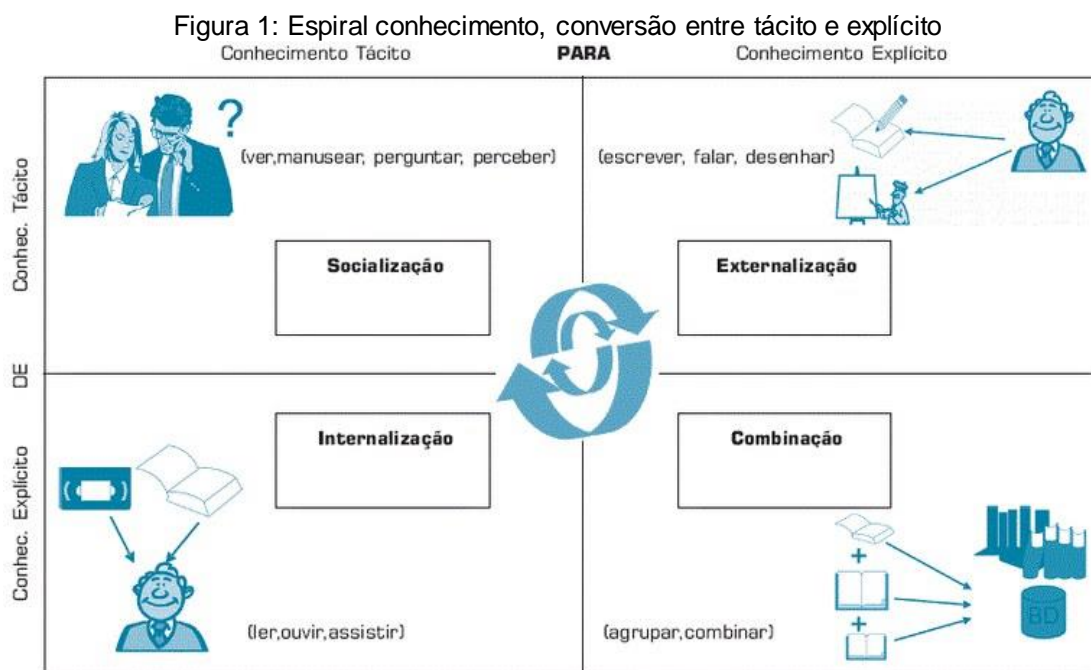 Figura 1: Espiral conhecimento, conversão entre tácito e explícito
Conhecimento Tácito PARA Conhecimento Explícito
Conhec. Tácito
?
(ver,manusear, perguntar, perceber)
(escrever, falar, desenhar)
Socialização
Externalização
DE
Conhec. Explícito
Internalização
Combinação
+
+
BD
(ler,ouvir,assistir)
(agrupar,combinar)